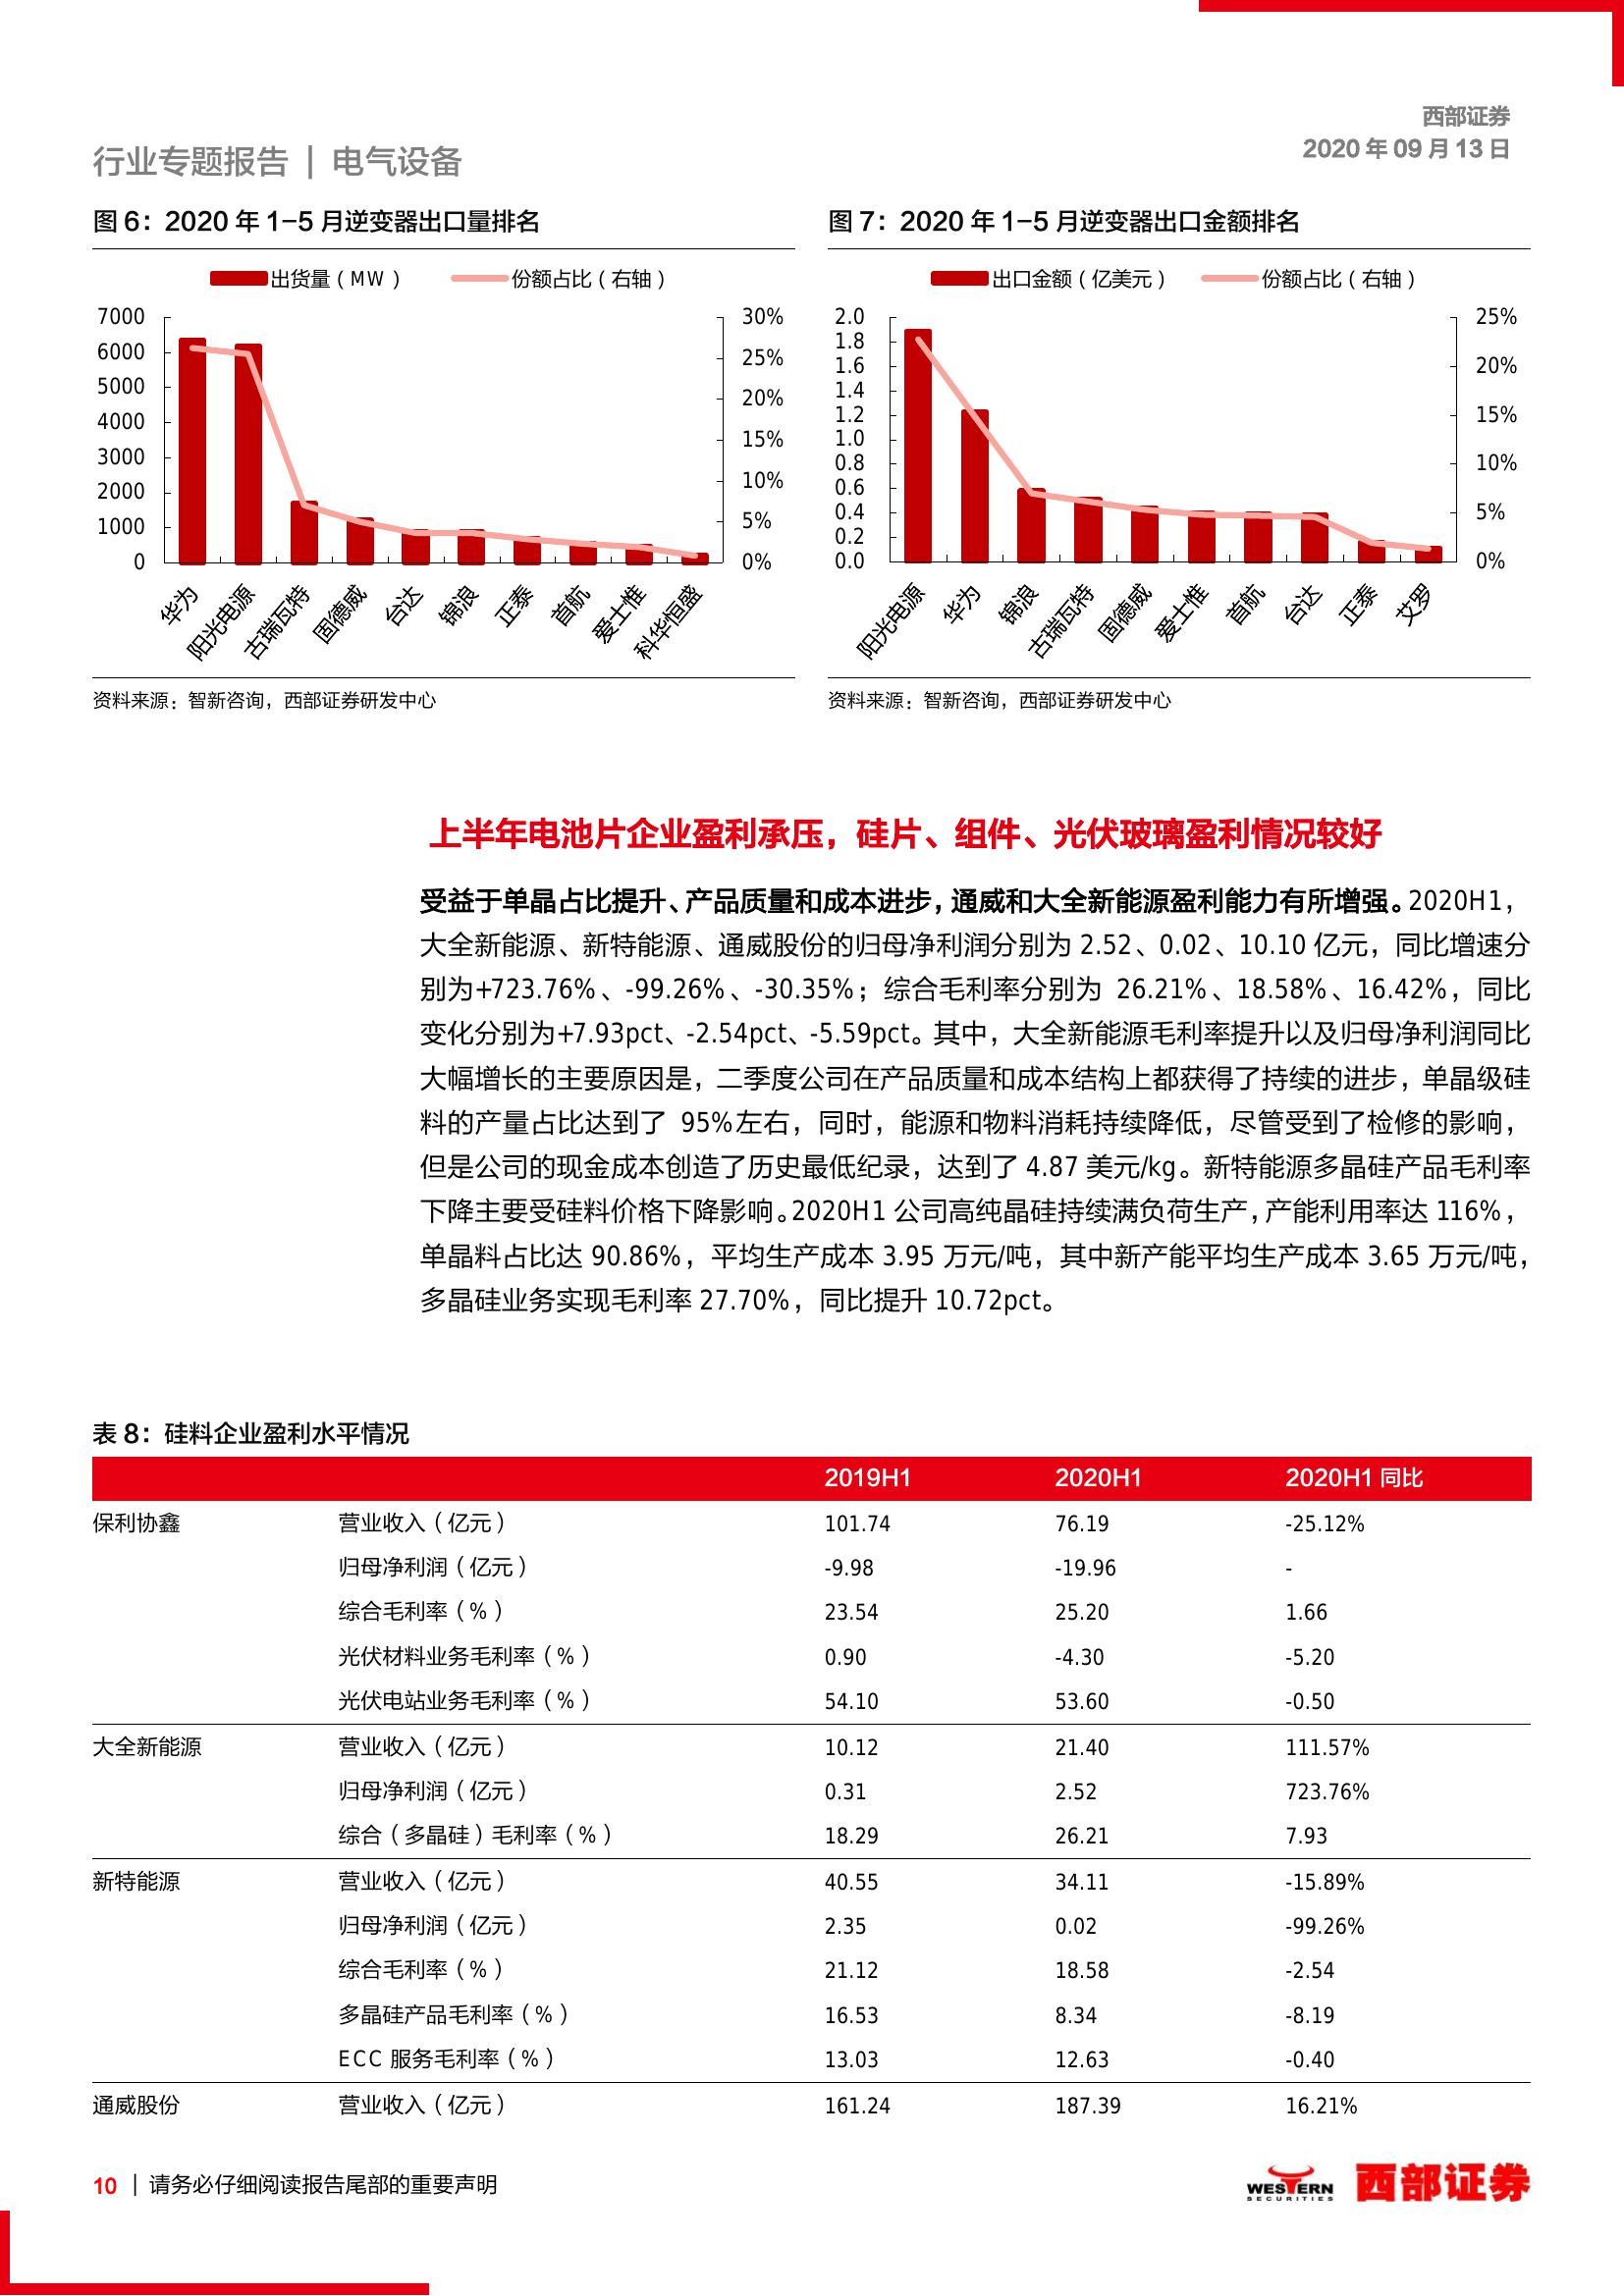 西部证券
2020 年 09 月 13 日
行业专题报告 | 电气设备
图 6：2020 年 1-5 月逆变器出口量排名
出货量（MW）
份额占比（右轴）
7000
6000
5000
4000
3000
2000
1000
0
30%
25%
20%
15%
10%
5%
0%
华为
阳光电源
古瑞瓦特
固德威
台达
锦浪
正泰
首航
爱士惟
科华恒盛
资料来源：智新咨询，西部证券研发中心
图 7：2020 年 1-5 月逆变器出口金额排名
出口金额（亿美元）
份额占比（右轴）
2.0
1.8
1.6
1.4
1.2
1.0
0.8
0.6
0.4
0.2
0.0
25%
20%
15%
10%
5%
0%
阳光电源
华为
锦浪
古瑞瓦特
固德威
爱士惟
首航
台达
正泰
艾罗
资料来源：智新咨询，西部证券研发中心
上半年电池片企业盈利承压，硅片、组件、光伏玻璃盈利情况较好
受益于单晶占比提升、产品质量和成本进步，通威和大全新能源盈利能力有所增强。2020H1，
大全新能源、新特能源、通威股份的归母净利润分别为 2.52、0.02、10.10 亿元，同比增速分
别为+723.76%、-99.26%、-30.35%；综合毛利率分别为 26.21%、18.58%、16.42%，同比
变化分别为+7.93pct、-2.54pct、-5.59pct。其中，大全新能源毛利率提升以及归母净利润同比
大幅增长的主要原因是，二季度公司在产品质量和成本结构上都获得了持续的进步，单晶级硅
料的产量占比达到了 95%左右，同时，能源和物料消耗持续降低，尽管受到了检修的影响，
但是公司的现金成本创造了历史最低纪录，达到了 4.87 美元/kg。新特能源多晶硅产品毛利率
下降主要受硅料价格下降影响。2020H1 公司高纯晶硅持续满负荷生产，产能利用率达 116%，
单晶料占比达 90.86%，平均生产成本 3.95 万元/吨，其中新产能平均生产成本 3.65 万元/吨，
多晶硅业务实现毛利率 27.70%，同比提升 10.72pct。
表 8：硅料企业盈利水平情况
2019H1 2020H1 2020H1 同比
保利协鑫 营业收入（亿元） 101.74 76.19 -25.12%
归母净利润（亿元） -9.98 -19.96 -
综合毛利率（%） 23.54 25.20 1.66
光伏材料业务毛利率（%） 0.90 -4.30 -5.20
光伏电站业务毛利率（%） 54.10 53.60 -0.50
大全新能源 营业收入（亿元） 10.12 21.40 111.57%
归母净利润（亿元） 0.31 2.52 723.76%
综合（多晶硅）毛利率（%） 18.29 26.21 7.93
新特能源 营业收入（亿元） 40.55 34.11 -15.89%
归母净利润（亿元） 2.35 0.02 -99.26%
综合毛利率（%） 21.12 18.58 -2.54
多晶硅产品毛利率（%） 16.53 8.34 -8.19
ECC 服务毛利率（%） 13.03 12.63 -0.40
通威股份 营业收入（亿元） 161.24 187.39 16.21%
10 | 请务必仔细阅读报告尾部的重要声明
WESTERN
SECURITIES
西部证券